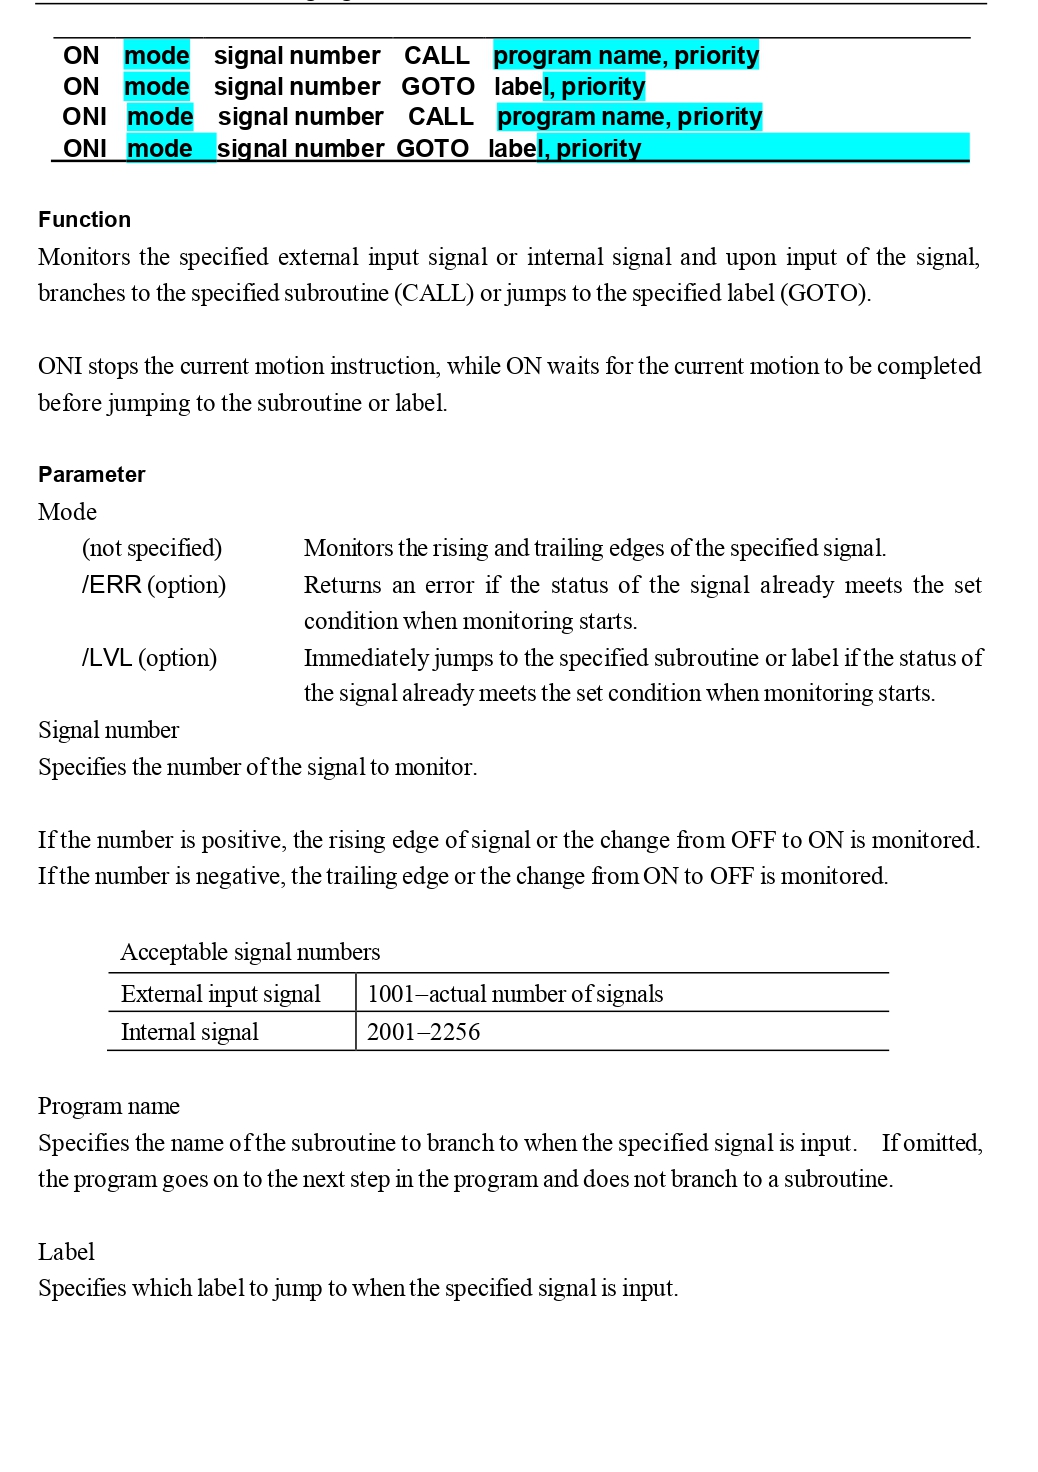 ON mode signal number CALL program name, priority
ON mode signal number GOTO label, priority
ONI mode signal number CALL program name, priority
ONI mode signal number GOTO label, priority
Function
Monitors the specified external input signal or internal signal and upon input of the signal,
branches to the specified subroutine (CALL) or jumps to the specified label (GOTO).
ONI stops the current motion instruction, while ON waits for the current motion to be completed
before jumping to the subroutine or label.
Parameter
Mode
(not specified) Monitors the rising and trailing edges of the specified signal.
/ERR (option) Returns an error if the status of the signal already meets the set
condition when monitoring starts.
/LVL (option) Immediately jumps to the specified subroutine or label if the status of
the signal already meets the set condition when monitoring starts.
Signal number
Specifies the number of the signal to monitor.
If the number is positive, the rising edge of signal or the change from OFF to ON is monitored.
If the number is negative, the trailing edge or the change from ON to OFF is monitored.
Acceptable signal numbers
External input signal 1001–actual number of signals
Internal signal 2001–2256
Program name
Specifies the name of the subroutine to branch to when the specified signal is input. If omitted,
the program goes on to the next step in the program and does not branch to a subroutine.
Label
Specifies which label to jump to when the specified signal is input.